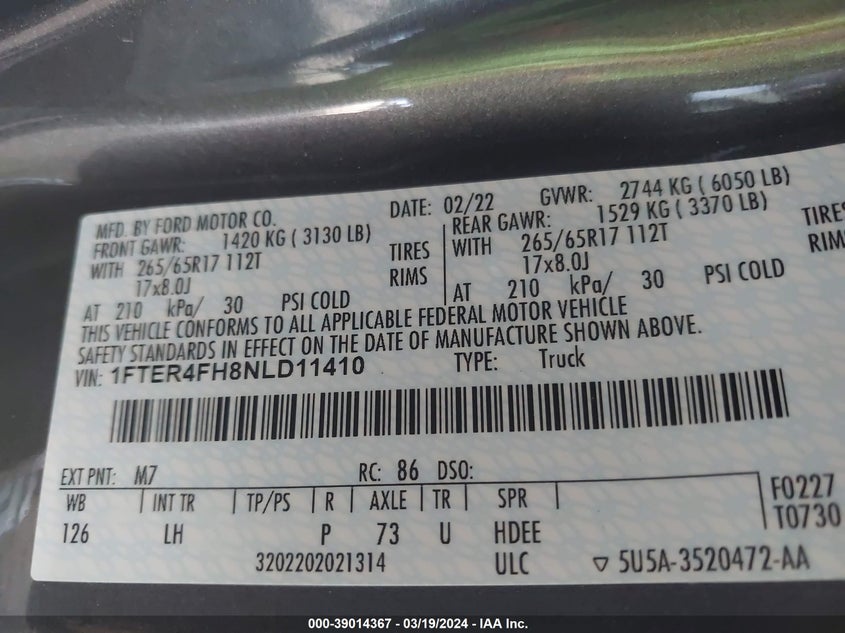 MFD. BY FORD MOTOR CO. DATE: 02/22 GVWR: 2744 KG ( 6050 LB)
FRONT GAWR: 1420 KG ( 3130 LB) REAR GAWR: 1529 KG ( 3370 LB)
WITH 265/65R17 112T TIRES WITH 265/65R17 112T TIRES
17x8.0J RIMS 17x8.0J RIMS
AT 210 kPa/ 30 PSI COLD AT 210 kPa/ 30 PSI COLD
THIS VEHICLE CONFORMS TO ALL APPLICABLE FEDERAL MOTOR VEHICLE
SAFETY STANDARDS IN EFFECT ON THE DATE OF MANUFACTURE SHOWN ABOVE.
VIN: 1FTER4FH8NLD11410 TYPE: Truck
EXT PNT: M7 RC: 86 DSO:
WB INT TR TP/PS R AXLE TR SPR F0227
126 LH P 73 U HDEE T0730
3202202021314 ULC ▽ 5U5A-3520472-AA
000-39014367 - 03/19/2024 - IAA Inc.